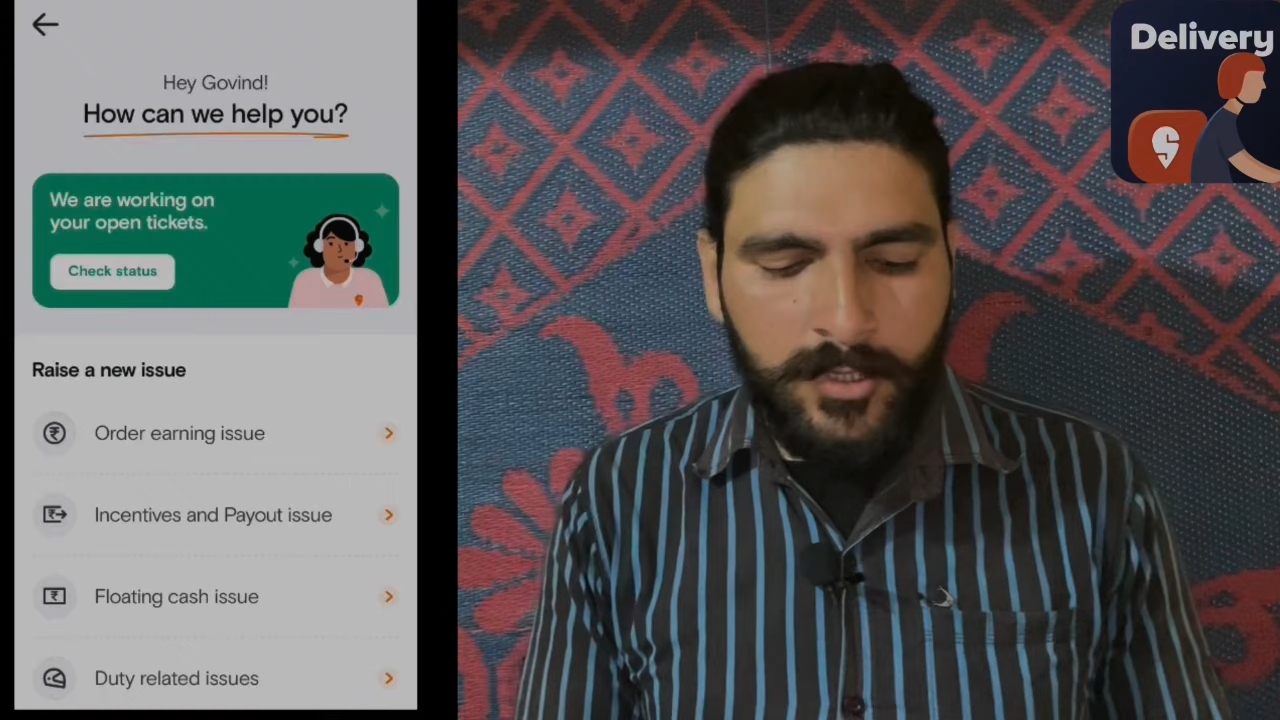 Hey Govind!
How can we help you?
We are working on
your open tickets.
Check status
Raise a new issue
Order earning issue
Incentives and Payout issue
Floating cash issue
Duty related issues
Delivery